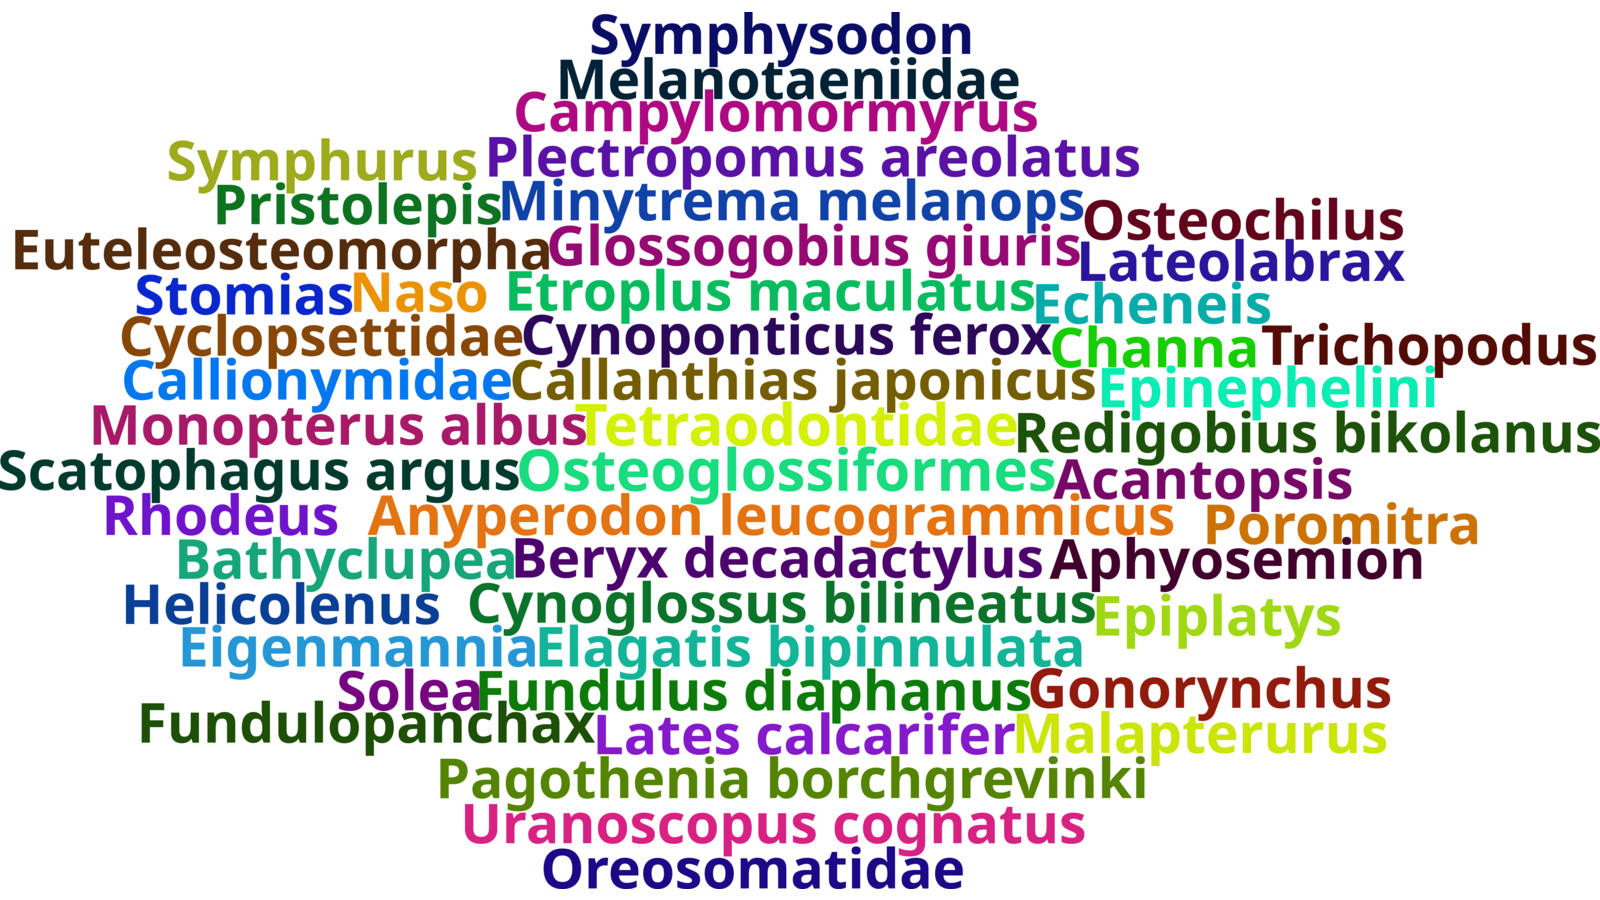 Symphysodon
Melanotaeniidae
Campylomormyrus
Symphurus Plectropomus areolatus
Pristolepis Minytrema melanops Osteochilus
Euteleosteomorpha Glossogobius giuris Lateolabrax
Stomias Naso Etroplus maculatus Echeneis
Cyclopsettidae Cynoponticus ferox Channa Trichopodus
Callionymidae Callanthias japonicus Epinephelini
Monopterus albus Tetraodontidae Redigobius bikolanus
Scatophagus argus Osteoglossiformes Acantopsis
Rhodeus Anyperodon leucogrammicus Poromitra
Bathyclupea Beryx decadactylus Aphyosemion
Helicolenus Cynoglossus bilineatus Epiplatys
Eigenmannia Elagatis bipinnulata
Solea Fundulus diaphanus Gonorynchus
Fundulopanchax Lates calcarifer Malapterurus
Pagothenia borchgrevinki
Uranoscopus cognatus
Oreosomatidae